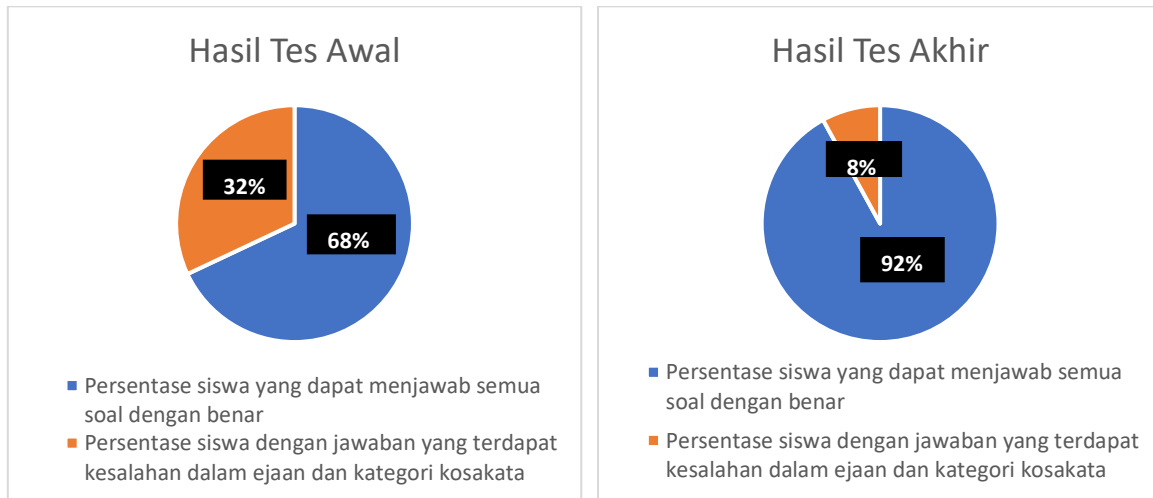 Hasil Tes Awal
32%
68%
Persentase siswa yang dapat menjawab semua
soal dengan benar
Persentase siswa dengan jawaban yang terdapat
kesalahan dalam ejaan dan kategori kosakata
Hasil Tes Akhir
8%
92%
Persentase siswa yang dapat menjawab semua
soal dengan benar
Persentase siswa dengan jawaban yang terdapat
kesalahan dalam ejaan dan kategori kosakata